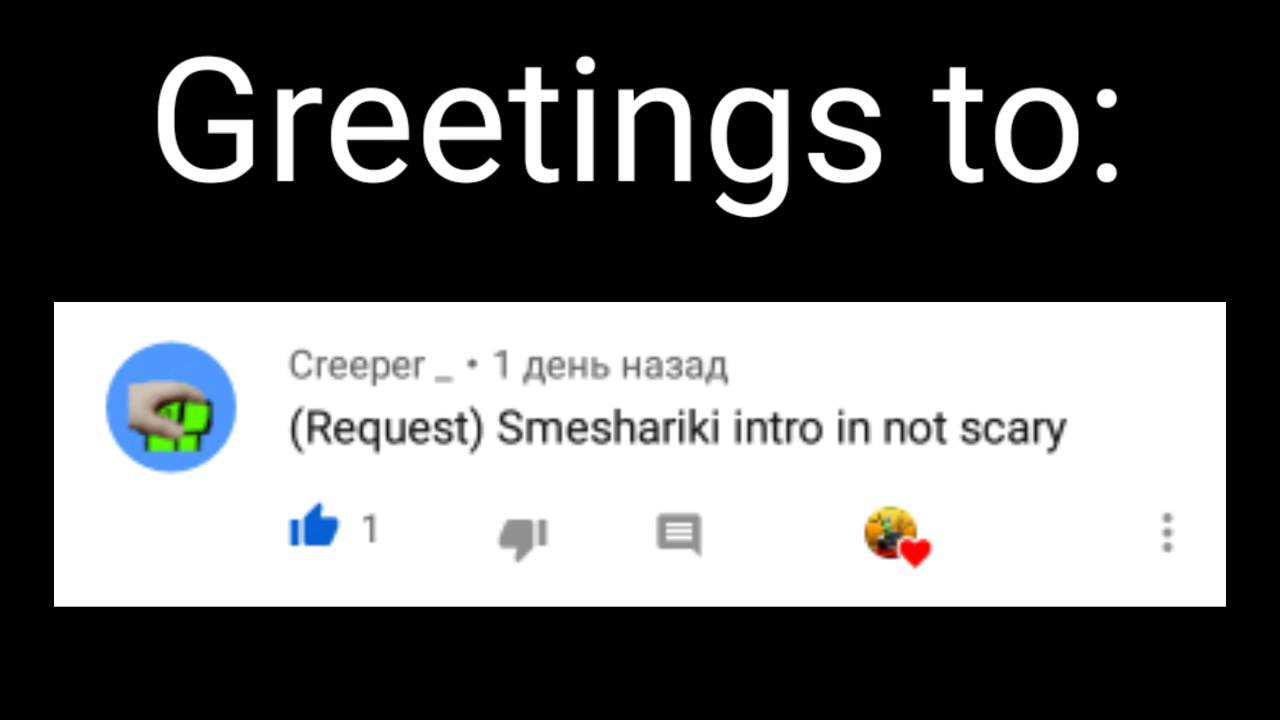 Greetings to:
Creeper _ • 1 день назад
(Request) Smeshariki intro in not scary
1